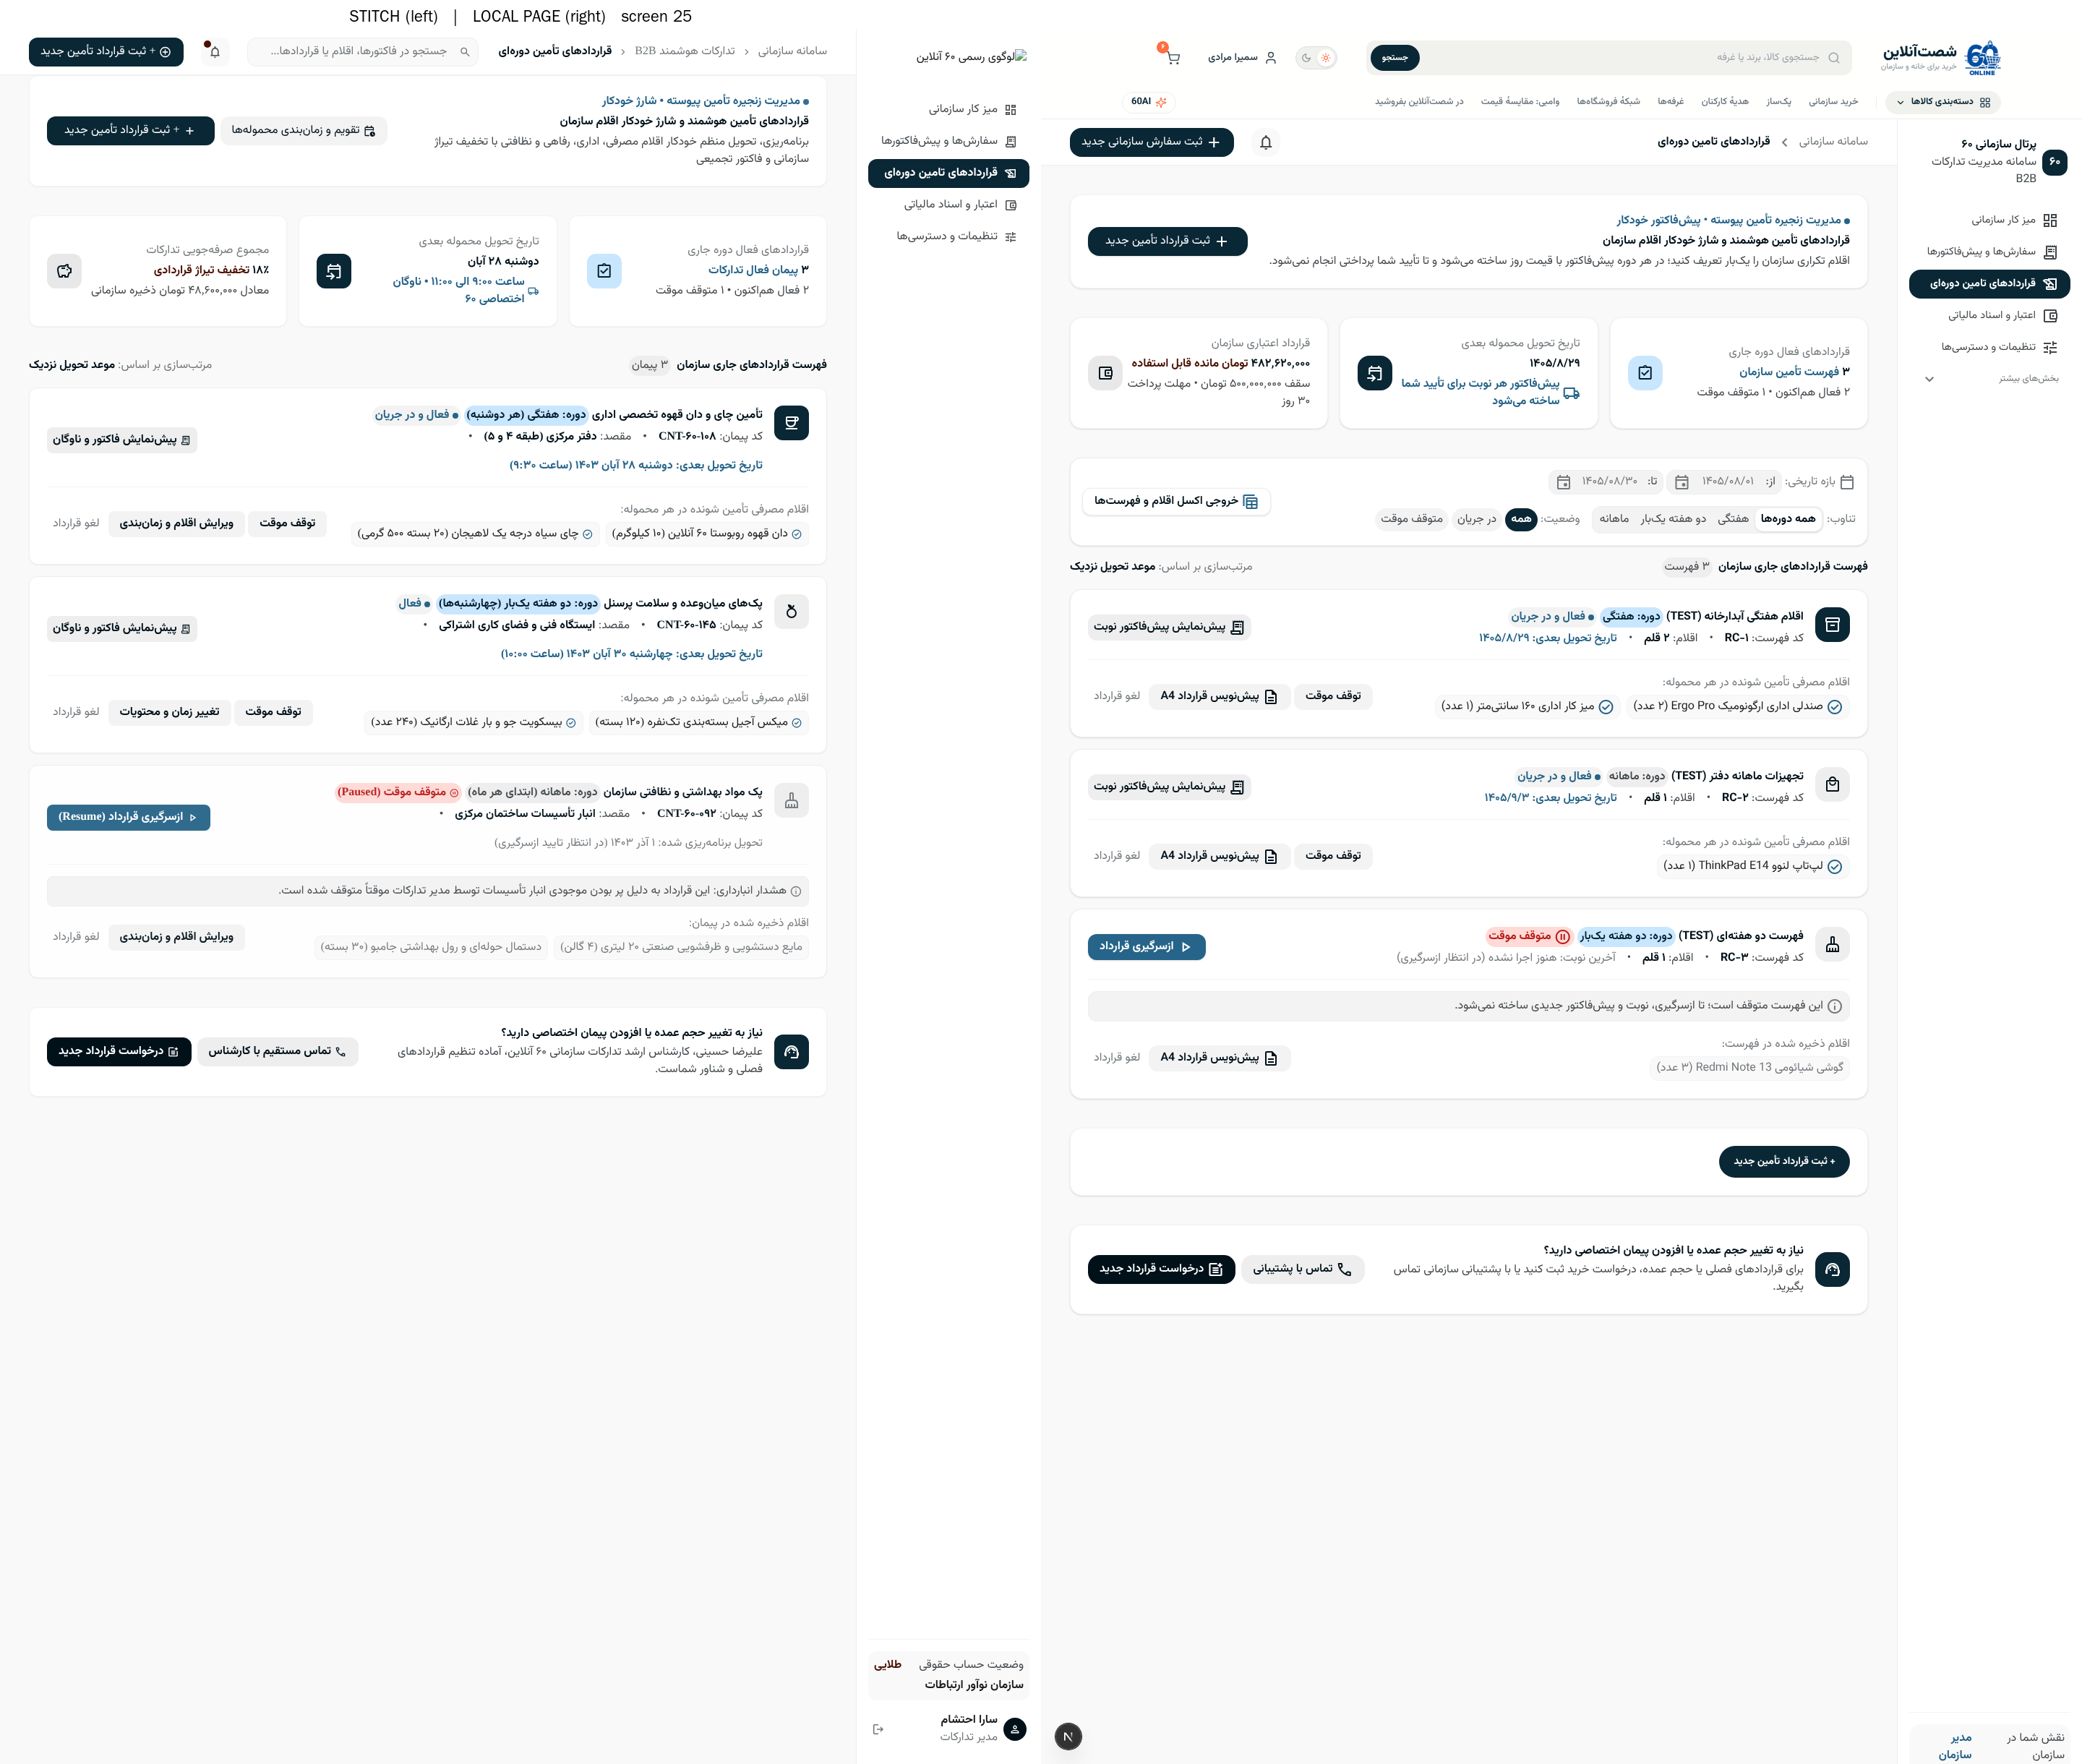 STITCH (left) | LOCAL PAGE (right) screen 25
سامانه سازمانی
تدارکات هوشمند B2B
قراردادهای تأمین دوره‌ای
جستجو در فاکتورها، اقلام یا قراردادها...
+ ثبت قرارداد تأمین جدید
لوگوی رسمی ۶۰ آنلاین
میز کار سازمانی
سفارش‌ها و پیش‌فاکتورها
قراردادهای تامین دوره‌ای
اعتبار و اسناد مالیاتی
تنظیمات و دسترسی‌ها
مدیریت زنجیره تأمین پیوسته • شارژ خودکار
قراردادهای تأمین هوشمند و شارژ خودکار اقلام سازمان
برنامه‌ریزی، تحویل منظم خودکار اقلام مصرفی، اداری، رفاهی و نظافتی با تخفیف تیراژ
سازمانی و فاکتور تجمیعی
تقویم و زمان‌بندی محموله‌ها
+ ثبت قرارداد تأمین جدید
قراردادهای فعال دوره جاری
۳ پیمان فعال تدارکات
۲ فعال هم‌اکنون • ۱ متوقف موقت
تاریخ تحویل محموله بعدی
دوشنبه ۲۸ آبان
ساعت ۹:۰۰ الی ۱۱:۰۰ • ناوگان
اختصاصی ۶۰
مجموع صرفه‌جویی تدارکات
۱۸٪ تخفیف تیراژ قراردادی
معادل ۴۸,۶۰۰,۰۰۰ تومان ذخیره سازمانی
فهرست قراردادهای جاری سازمان
۳ پیمان
مرتب‌سازی بر اساس: موعد تحویل نزدیک
تأمین چای و دان قهوه تخصصی اداری
دوره: هفتگی (هر دوشنبه)
فعال و در جریان
کد پیمان: CNT-۶۰-۱۰۸ • مقصد: دفتر مرکزی (طبقه ۴ و ۵) •
تاریخ تحویل بعدی: دوشنبه ۲۸ آبان ۱۴۰۳ (ساعت ۹:۳۰)
پیش‌نمایش فاکتور و ناوگان
اقلام مصرفی تأمین شونده در هر محموله:
دان قهوه روبوستا ۶۰ آنلاین (۱۰ کیلوگرم)
چای سیاه درجه یک لاهیجان (۲۰ بسته ۵۰۰ گرمی)
توقف موقت
ویرایش اقلام و زمان‌بندی
لغو قرارداد
پک‌های میان‌وعده و سلامت پرسنل
دوره: دو هفته یک‌بار (چهارشنبه‌ها)
فعال
کد پیمان: CNT-۶۰-۱۴۵ • مقصد: ایستگاه فنی و فضای کاری اشتراکی •
تاریخ تحویل بعدی: چهارشنبه ۳۰ آبان ۱۴۰۳ (ساعت ۱۰:۰۰)
پیش‌نمایش فاکتور و ناوگان
اقلام مصرفی تأمین شونده در هر محموله:
میکس آجیل بسته‌بندی تک‌نفره (۱۲۰ بسته)
بیسکویت جو و بار غلات ارگانیک (۲۴۰ عدد)
توقف موقت
تغییر زمان و محتویات
لغو قرارداد
پک مواد بهداشتی و نظافتی سازمان
دوره: ماهانه (ابتدای هر ماه)
متوقف موقت (Paused)
کد پیمان: CNT-۶۰-۰۹۲ • مقصد: انبار تأسیسات ساختمان مرکزی •
تحویل برنامه‌ریزی شده: ۱ آذر ۱۴۰۳ (در انتظار تایید ازسرگیری)
ازسرگیری قرارداد (Resume)
هشدار انبارداری: این قرارداد به دلیل پر بودن موجودی انبار تأسیسات توسط مدیر تدارکات موقتاً متوقف شده است.
اقلام ذخیره شده در پیمان:
مایع دستشویی و ظرفشویی صنعتی ۲۰ لیتری (۴ گالن)
دستمال حوله‌ای و رول بهداشتی جامبو (۳۰ بسته)
ویرایش اقلام و زمان‌بندی
لغو قرارداد
نیاز به تغییر حجم عمده یا افزودن پیمان اختصاصی دارید؟
علیرضا حسینی، کارشناس ارشد تدارکات سازمانی ۶۰ آنلاین، آماده تنظیم قراردادهای
فصلی و شناور شماست.
تماس مستقیم با کارشناس
درخواست قرارداد جدید
وضعیت حساب حقوقی
طلایی
سازمان نوآور ارتباطات
سارا احتشام
مدیر تدارکات
60 ONLINE
شصت‌آنلاین
خرید برای خانه و سازمان
جستجوی کالا، برند یا غرفه
جستجو
سمیرا مرادی
۶
دسته‌بندی کالاها
خرید سازمانی
پک‌ساز
هدیهٔ کارکنان
غرفه‌ها
شبکهٔ فروشگاه‌ها
وامبی: مقایسهٔ قیمت
در شصت‌آنلاین بفروشید
60AI
پرتال سازمانی ۶۰
سامانه مدیریت تدارکات
B2B
۶۰
میز کار سازمانی
سفارش‌ها و پیش‌فاکتورها
قراردادهای تامین دوره‌ای
اعتبار و اسناد مالیاتی
تنظیمات و دسترسی‌ها
بخش‌های بیشتر
سامانه سازمانی
قراردادهای تامین دوره‌ای
ثبت سفارش سازمانی جدید
مدیریت زنجیره تأمین پیوسته • پیش‌فاکتور خودکار
قراردادهای تأمین هوشمند و شارژ خودکار اقلام سازمان
اقلام تکراری سازمان را یک‌بار تعریف کنید؛ در هر دوره پیش‌فاکتور با قیمت روز ساخته می‌شود و تا تأیید شما پرداختی انجام نمی‌شود.
ثبت قرارداد تأمین جدید
قراردادهای فعال دوره جاری
۳ فهرست تأمین سازمان
۲ فعال هم‌اکنون • ۱ متوقف موقت
تاریخ تحویل محموله بعدی
۱۴۰۵/۸/۲۹
پیش‌فاکتور هر نوبت برای تأیید شما
ساخته می‌شود
قرارداد اعتباری سازمان
۴۸۲,۶۲۰,۰۰۰ تومان مانده قابل استفاده
سقف ۵۰۰,۰۰۰,۰۰۰ تومان • مهلت پرداخت
۳۰ روز
بازه تاریخی:
از: ۱۴۰۵/۰۸/۰۱
تا: ۱۴۰۵/۰۸/۳۰
تناوب:
همه دوره‌ها
هفتگی
دو هفته یک‌بار
ماهانه
وضعیت:
همه
در جریان
متوقف موقت
خروجی اکسل اقلام و فهرست‌ها
فهرست قراردادهای جاری سازمان
۳ فهرست
مرتب‌سازی بر اساس: موعد تحویل نزدیک
اقلام هفتگی آبدارخانه (TEST)
دوره: هفتگی
فعال و در جریان
کد فهرست: RC-۱ • اقلام: ۲ قلم • تاریخ تحویل بعدی: ۱۴۰۵/۸/۲۹
پیش‌نمایش پیش‌فاکتور نوبت
اقلام مصرفی تأمین شونده در هر محموله:
صندلی اداری ارگونومیک Ergo Pro (۲ عدد)
میز کار اداری ۱۶۰ سانتی‌متر (۱ عدد)
توقف موقت
پیش‌نویس قرارداد A4
لغو قرارداد
تجهیزات ماهانه دفتر (TEST)
دوره: ماهانه
فعال و در جریان
کد فهرست: RC-۲ • اقلام: ۱ قلم • تاریخ تحویل بعدی: ۱۴۰۵/۹/۳
پیش‌نمایش پیش‌فاکتور نوبت
اقلام مصرفی تأمین شونده در هر محموله:
لپ‌تاپ لنوو ThinkPad E14 (۱ عدد)
توقف موقت
پیش‌نویس قرارداد A4
لغو قرارداد
فهرست دو هفته‌ای (TEST)
دوره: دو هفته یک‌بار
متوقف موقت
کد فهرست: RC-۳ • اقلام: ۱ قلم • آخرین نوبت: هنوز اجرا نشده (در انتظار ازسرگیری)
ازسرگیری قرارداد
این فهرست متوقف است؛ تا ازسرگیری، نوبت و پیش‌فاکتور جدیدی ساخته نمی‌شود.
اقلام ذخیره شده در فهرست:
گوشی شیائومی Redmi Note 13 (۳ عدد)
پیش‌نویس قرارداد A4
لغو قرارداد
+ ثبت قرارداد تأمین جدید
نیاز به تغییر حجم عمده یا افزودن پیمان اختصاصی دارید؟
برای قراردادهای فصلی یا حجم عمده، درخواست خرید ثبت کنید یا با پشتیبانی سازمانی تماس
بگیرید.
تماس با پشتیبانی
درخواست قرارداد جدید
N
نقش شما در
سازمان
مدیر
سازمان